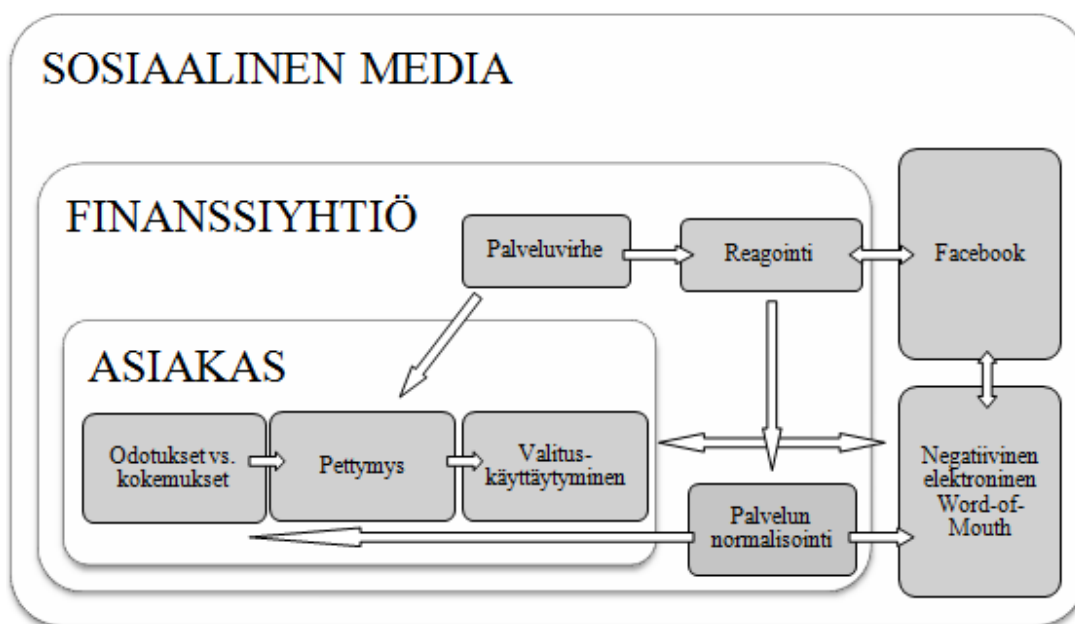 SOSIAALINEN MEDIA
FINANSSIYHTIÖ
Palveluvirhe
Reagointi
Facebook
ASIAKAS
Odotukset vs.
kokemukset
Pettymys
Valitus-
käyttäytyminen
Palvelun
normalisointi
Negatiivinen
elektroninen
Word-of-
Mouth